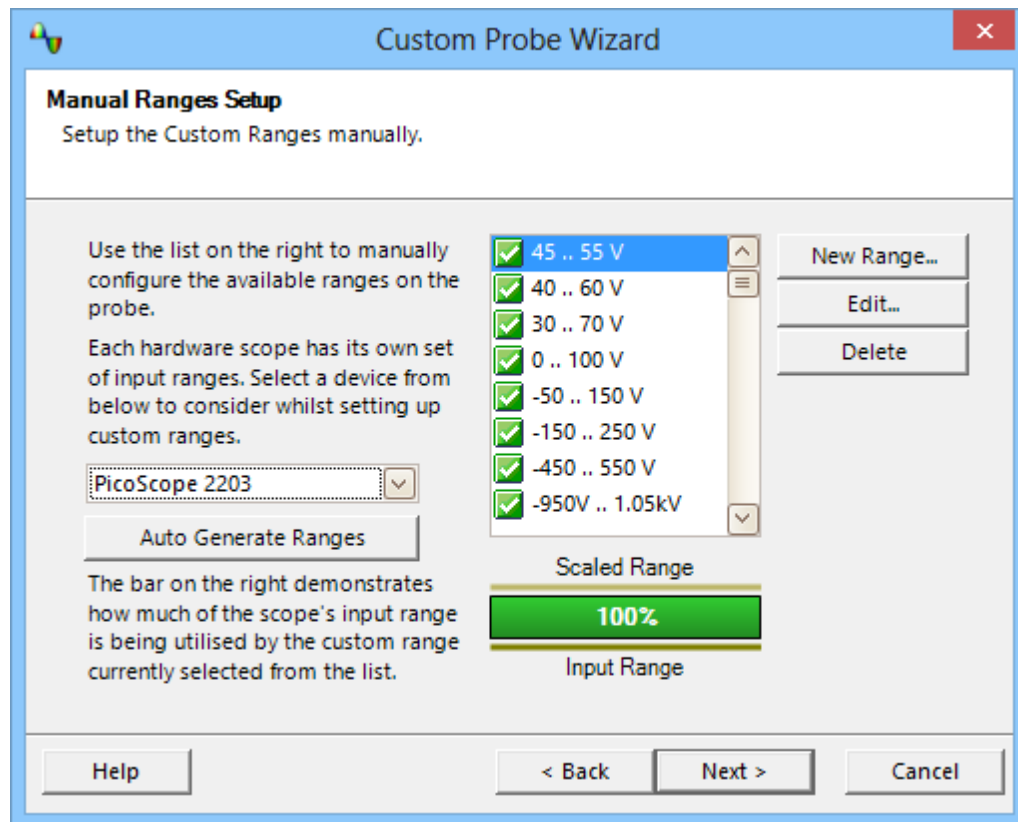 Custom Probe Wizard
Manual Ranges Setup
Setup the Custom Ranges manually.
Use the list on the right to manually
configure the available ranges on the
probe.
Each hardware scope has its own set
of input ranges. Select a device from
below to consider whilst setting up
custom ranges.
PicoScope 2203
Auto Generate Ranges
The bar on the right demonstrates
how much of the scope's input range
is being utilised by the custom range
currently selected from the list.
45 .. 55 V
40 .. 60 V
30 .. 70 V
0 .. 100 V
-50 .. 150 V
-150 .. 250 V
-450 .. 550 V
-950V .. 1.05kV
Scaled Range
100%
Input Range
New Range...
Edit...
Delete
Help
< Back
Next >
Cancel